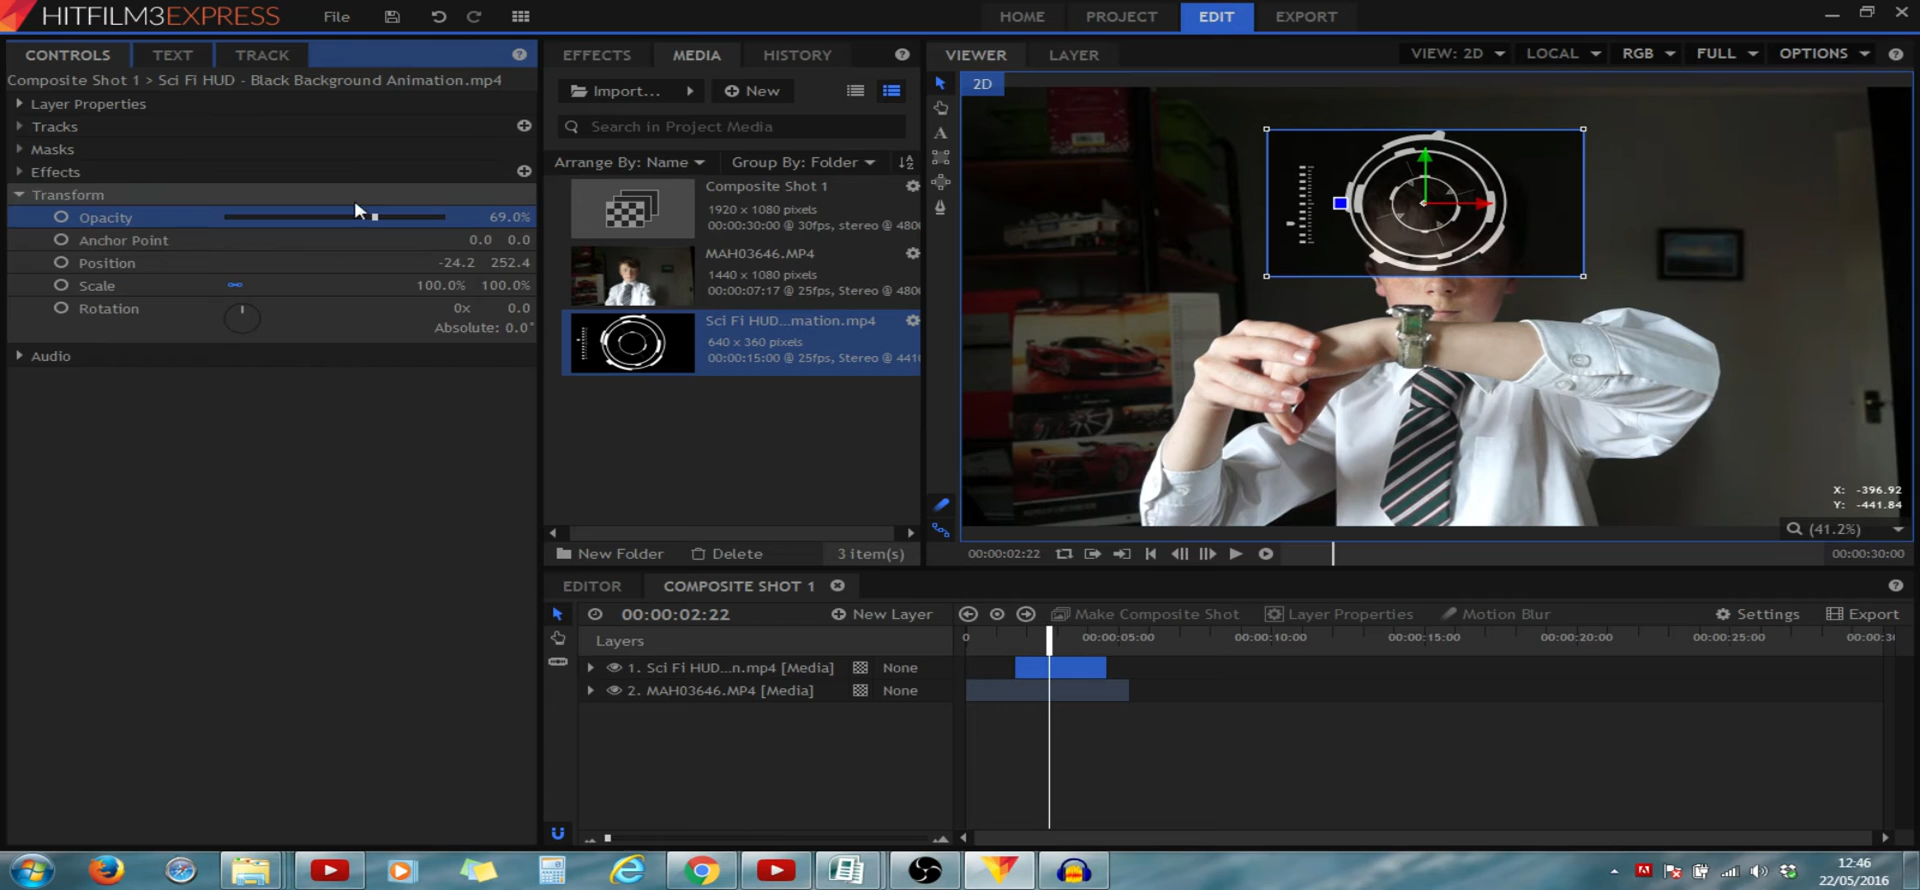 HITFILM3EXPRESS
File
HOME
PROJECT
EDIT
EXPORT
CONTROLS
TEXT
TRACK
Composite Shot 1 > Sci Fi HUD - Black Background Animation.mp4
Layer Properties
Tracks
Masks
Effects
Transform
Opacity 69.0%
Anchor Point 0.0 0.0
Position -24.2 252.4
Scale 100.0% 100.0%
Rotation 0x 0.0
Absolute: 0.0°
Audio
EFFECTS
MEDIA
HISTORY
Import...
New
Search in Project Media
Arrange By: Name
Group By: Folder
Composite Shot 1
1920 x 1080 pixels
00:00:30:00 @ 30fps, stereo @ 480
MAH03646.MP4
1440 x 1080 pixels
00:00:07:17 @ 25fps, Stereo @ 480
Sci Fi HUD...mation.mp4
640 x 360 pixels
00:00:15:00 @ 25fps, Stereo @ 441
New Folder
Delete
3 item(s)
VIEWER
LAYER
VIEW: 2D
LOCAL
RGB
FULL
OPTIONS
2D
X: -396.92
Y: -441.84
(41.2%)
00:00:02:22
00:00:30:00
EDITOR
COMPOSITE SHOT 1
00:00:02:22
New Layer
Make Composite Shot
Layer Properties
Motion Blur
Settings
Export
Layers
0
00:00:05:00
00:00:10:00
00:00:15:00
00:00:20:00
00:00:25:00
00:00:3
1. Sci Fi HUD...n.mp4 [Media] None
2. MAH03646.MP4 [Media] None
12:46
22/05/2016